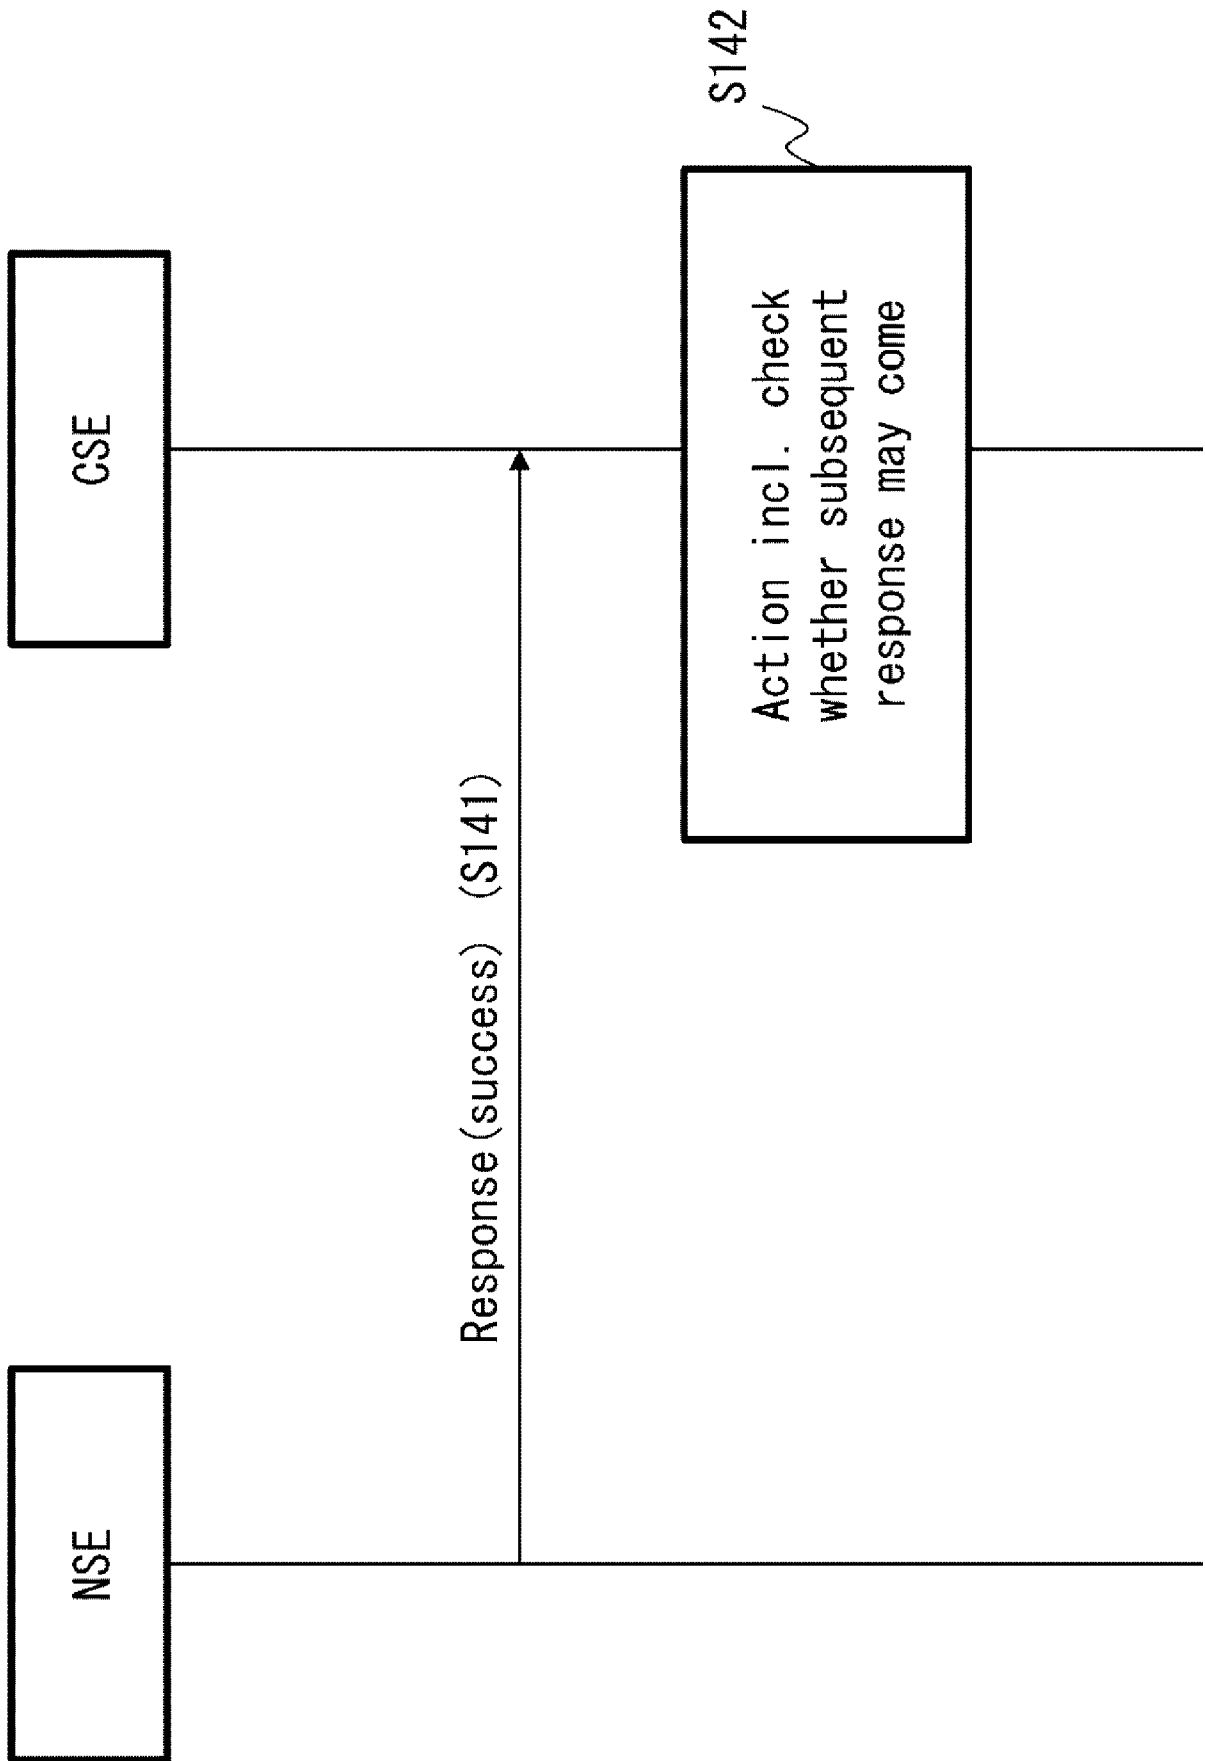 NSE
CSE
Response(success) (S141)
Action incl. check
whether subsequent
response may come
S142